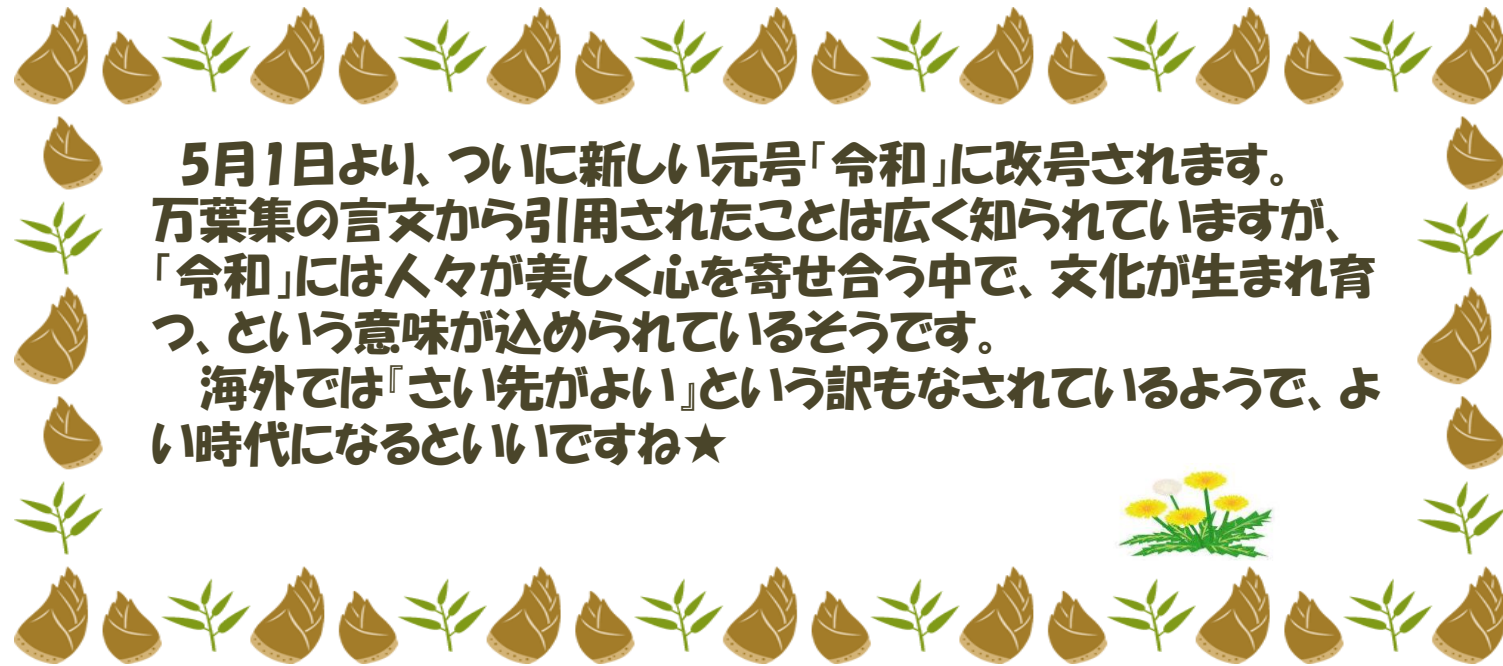 5月1日より、ついに新しい元号「令和」に改号されます。
万葉集の言文から引用されたことは広く知られていますが、
「令和」には人々が美しく心を寄せ合う中で、文化が生まれ育
つ、という意味が込められているそうです。
海外では『さい先がよい』という訳もなされているようで、よ
い時代になるといいですね★